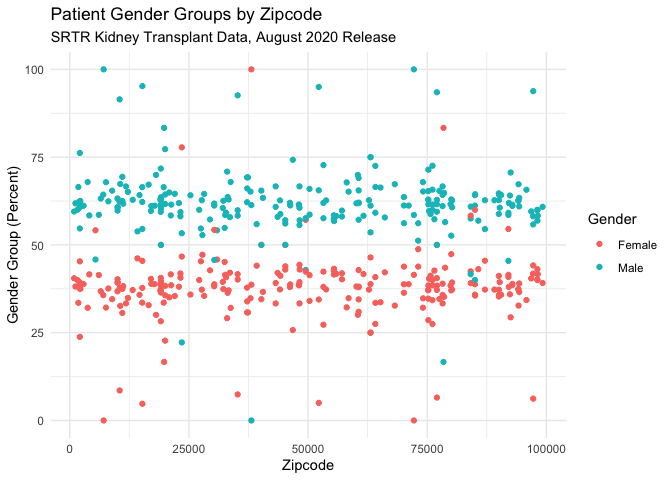 Patient Gender Groups by Zipcode
SRTR Kidney Transplant Data, August 2020 Release
100
75
50
25
0
Gender Group (Percent)
0 25000 50000 75000 100000
Zipcode
Gender
Female
Male